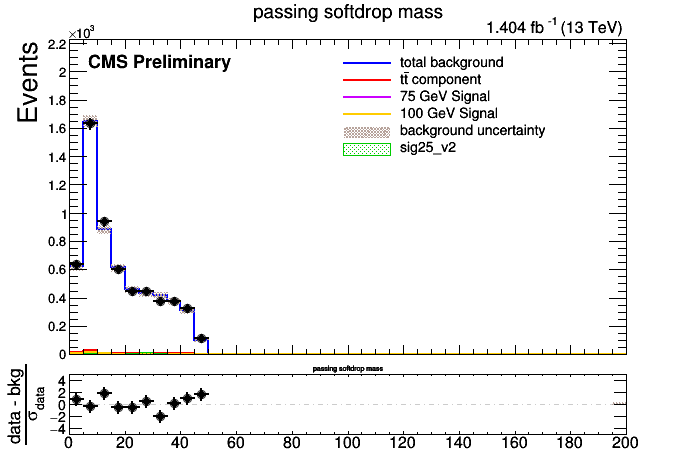 passing softdrop mass
×10³
1.404 fb⁻¹ (13 TeV)
Events
CMS Preliminary
total background
tt̄ component
75 GeV Signal
100 GeV Signal
background uncertainty
sig25_v2
2.2
2
1.8
1.6
1.4
1.2
1
0.8
0.6
0.4
0.2
0
passing softdrop mass
data - bkg
σ data
4
2
0
−2
−4
0 20 40 60 80 100 120 140 160 180 200